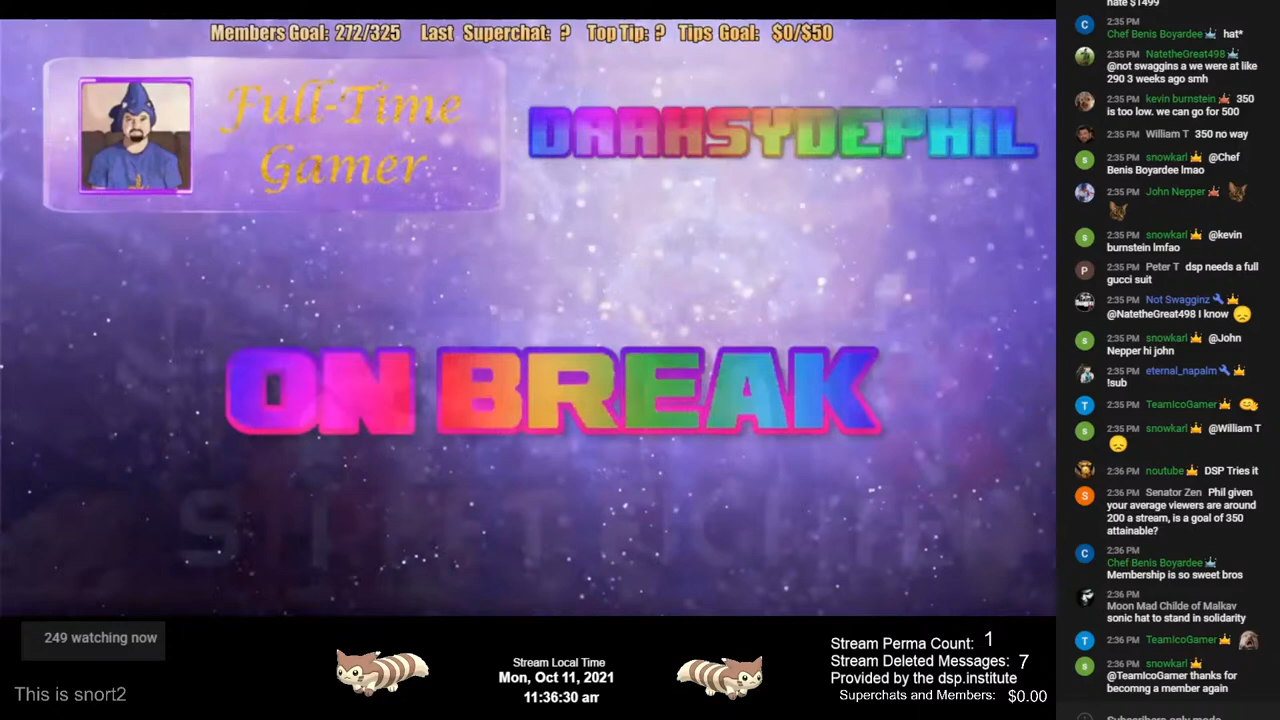 Members Goal: 272/325 Last Superchat: ? Top Tip: ? Tips Goal: $0/$50
Full-Time
Gamer
DARKSYDEPHIL
ON BREAK
249 watching now
This is snort2
Stream Local Time
Mon, Oct 11, 2021
11:36:30 am
Stream Perma Count: 1
Stream Deleted Messages: 7
Provided by the dsp.institute
Superchats and Members: $0.00
hate $1499
C 2:35 PM
Chef Benis Boyardee hat*
2:35 PM NatetheGreat498
@not swaggins a we were at like
290 3 weeks ago smh
2:35 PM kevin burnstein 350
is too low. we can go for 500
2:35 PM William T 350 no way
S 2:35 PM snowkarl @Chef
Benis Boyardee lmao
2:35 PM John Nepper
S 2:35 PM snowkarl @kevin
burnstein lmfao
P 2:35 PM Peter T dsp needs a full
gucci suit
2:35 PM Not Swagginz
@NatetheGreat498 I know
S 2:35 PM snowkarl @John
Nepper hi john
2:35 PM eternal_napalm
!sub
T 2:35 PM TeamIcoGamer
S 2:35 PM snowkarl @William T
2:36 PM noutube DSP Tries it
S 2:36 PM Senator Zen Phil given
your average viewers are around
200 a stream, is a goal of 350
attainable?
C 2:36 PM
Chef Benis Boyardee
Membership is so sweet bros
2:36 PM
Moon Mad Childe of Malkav
sonic hat to stand in solidarity
T 2:36 PM TeamIcoGamer
S 2:36 PM snowkarl
@TeamIcoGamer thanks for
becomng a member again
Subscribers-only mode